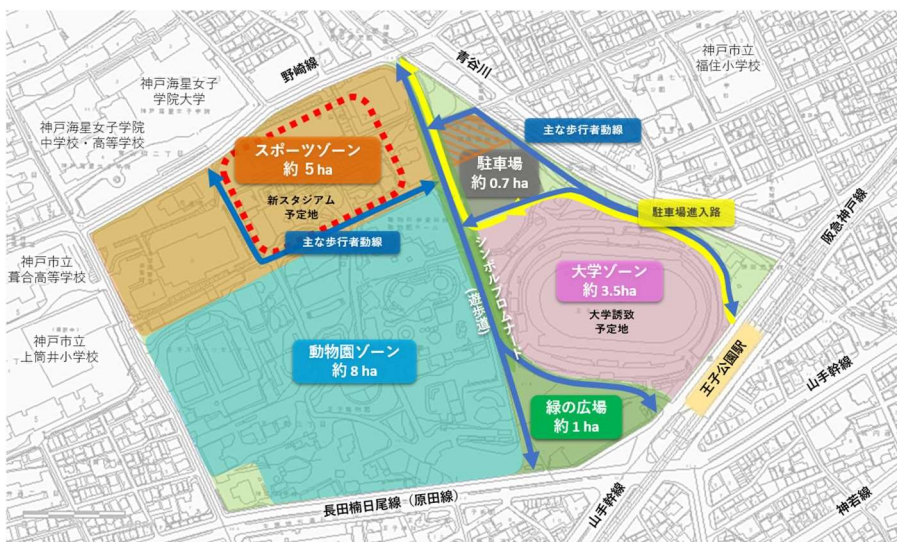 野崎線
青谷川
神戸市立
福住小学校
神戸海星女子
学院大学
神戸海星女子学院
中学校・高等学校
主な歩行者動線
スポーツゾーン
約 5 ha
新スタジアム
予定地
駐車場
約 0.7 ha
主な歩行者動線
駐車場進入路
阪急神戸線
神戸市立
葺合高等学校
シンボルプロムナード
(遊歩道)
大学ゾーン
約 3.5ha
大学誘致
予定地
神戸市立
上筒井小学校
動物園ゾーン
約 8 ha
王子公園駅
山手幹線
緑の広場
約 1 ha
長田楠日尾線（原田線）
山手幹線
神若線